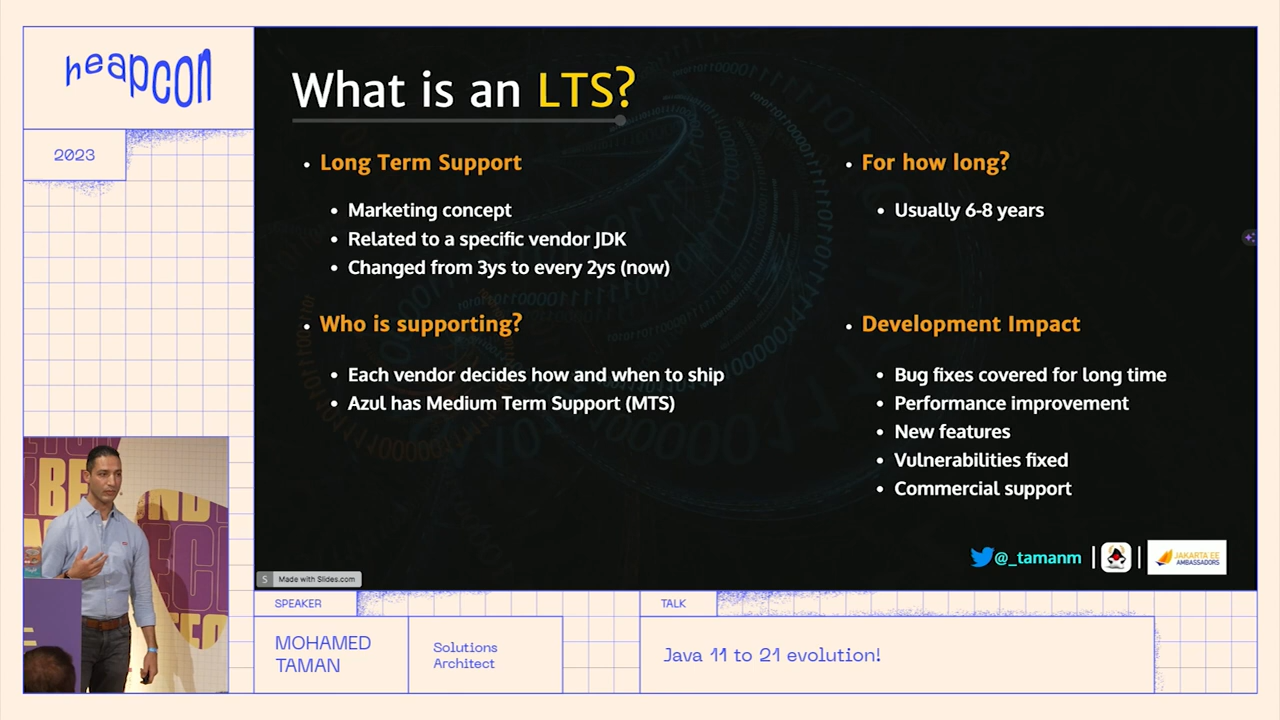 heapcon
2023
What is an LTS?
• Long Term Support
• Marketing concept
• Related to a specific vendor JDK
• Changed from 3ys to every 2ys (now)
• Who is supporting?
• Each vendor decides how and when to ship
• Azul has Medium Term Support (MTS)
• For how long?
• Usually 6-8 years
• Development Impact
• Bug fixes covered for long time
• Performance improvement
• New features
• Vulnerabilities fixed
• Commercial support
@_tamanm
JAKARTA EE
AMBASSADORS
S Made with Slides.com
SPEAKER
MOHAMED
TAMAN
Solutions
Architect
TALK
Java 11 to 21 evolution!